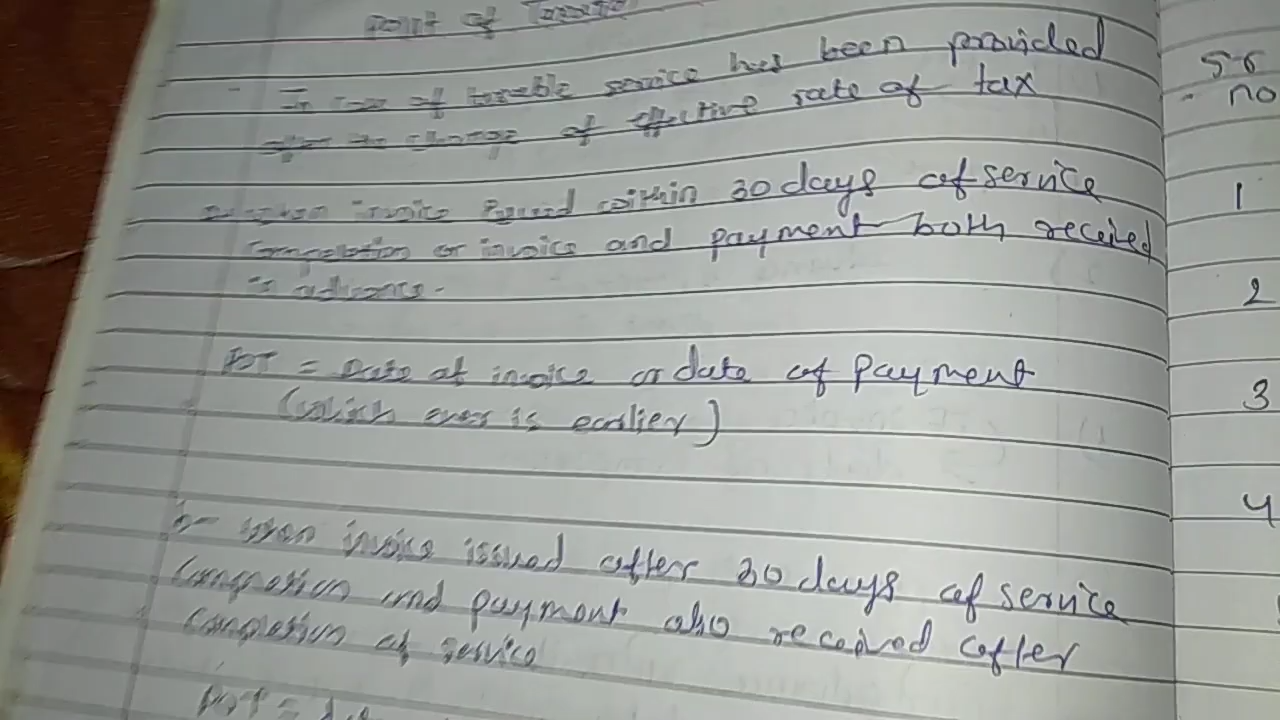 Point of
In case of taxable service has been provided
after the change of effective rate of tax
when invoice issued within 30 days of service
Completion or invoice and payment both received
in advance.
POT = Date of invoice or date of payment
(which ever is earlier)
b- when invoice issued after 30 days of service
Completion and payment also received after
Completion of service
POT =
S.R
no
1
2
3
4